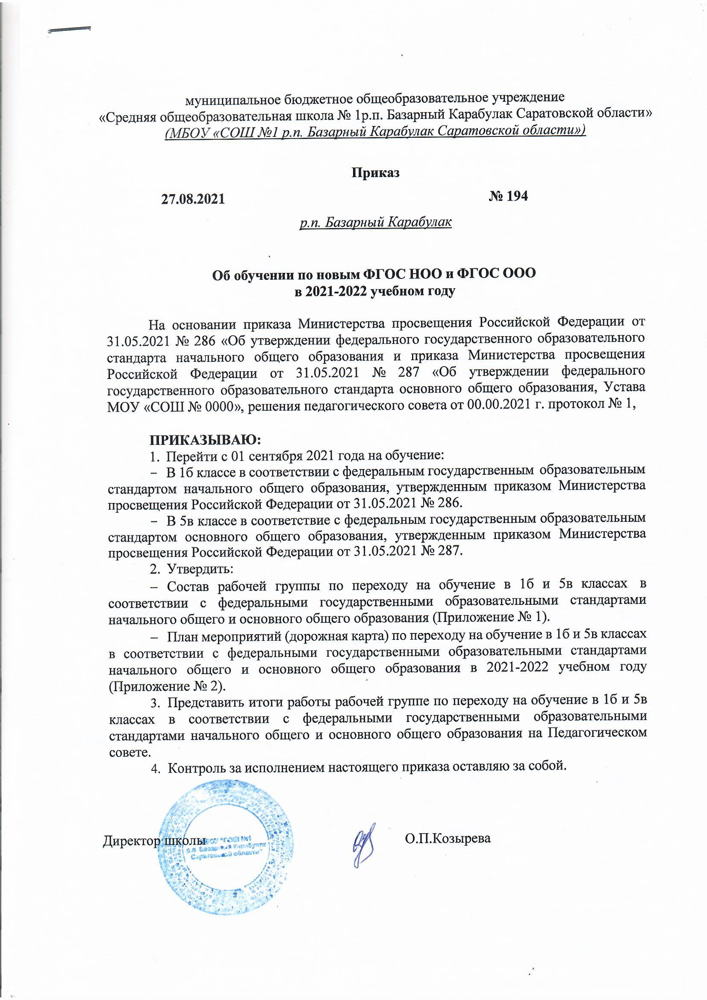 муниципальное бюджетное общеобразовательное учреждение
«Средняя общеобразовательная школа № 1р.п. Базарный Карабулак Саратовской области»
(МБОУ «СОШ №1 р.п. Базарный Карабулак Саратовской области»)
Приказ
27.08.2021 № 194
р.п. Базарный Карабулак
Об обучении по новым ФГОС НОО и ФГОС ООО
в 2021-2022 учебном году
На основании приказа Министерства просвещения Российской Федерации от
31.05.2021 № 286 «Об утверждении федерального государственного образовательного
стандарта начального общего образования и приказа Министерства просвещения
Российской Федерации от 31.05.2021 № 287 «Об утверждении федерального
государственного образовательного стандарта основного общего образования, Устава
МОУ «СОШ № 0000», решения педагогического совета от 00.00.2021 г. протокол № 1,
ПРИКАЗЫВАЮ:
1. Перейти с 01 сентября 2021 года на обучение:
– В 1б классе в соответствии с федеральным государственным образовательным
стандартом начального общего образования, утвержденным приказом Министерства
просвещения Российской Федерации от 31.05.2021 № 286.
– В 5в классе в соответствие с федеральным государственным образовательным
стандартом основного общего образования, утвержденным приказом Министерства
просвещения Российской Федерации от 31.05.2021 № 287.
2. Утвердить:
– Состав рабочей группы по переходу на обучение в 1б и 5в классах в
соответствии с федеральными государственными образовательными стандартами
начального общего и основного общего образования (Приложение № 1).
– План мероприятий (дорожная карта) по переходу на обучение в 1б и 5в классах
в соответствии с федеральными государственными образовательными стандартами
начального общего и основного общего образования в 2021-2022 учебном году
(Приложение № 2).
3. Представить итоги работы рабочей группе по переходу на обучение в 1б и 5в
классах в соответствии с федеральными государственными образовательными
стандартами начального общего и основного общего образования на Педагогическом
совете.
4. Контроль за исполнением настоящего приказа оставляю за собой.
Директор школы О.П.Козырева
МБОУ "СОШ №1
р.п. Базарный Карабулак
Саратовской области"